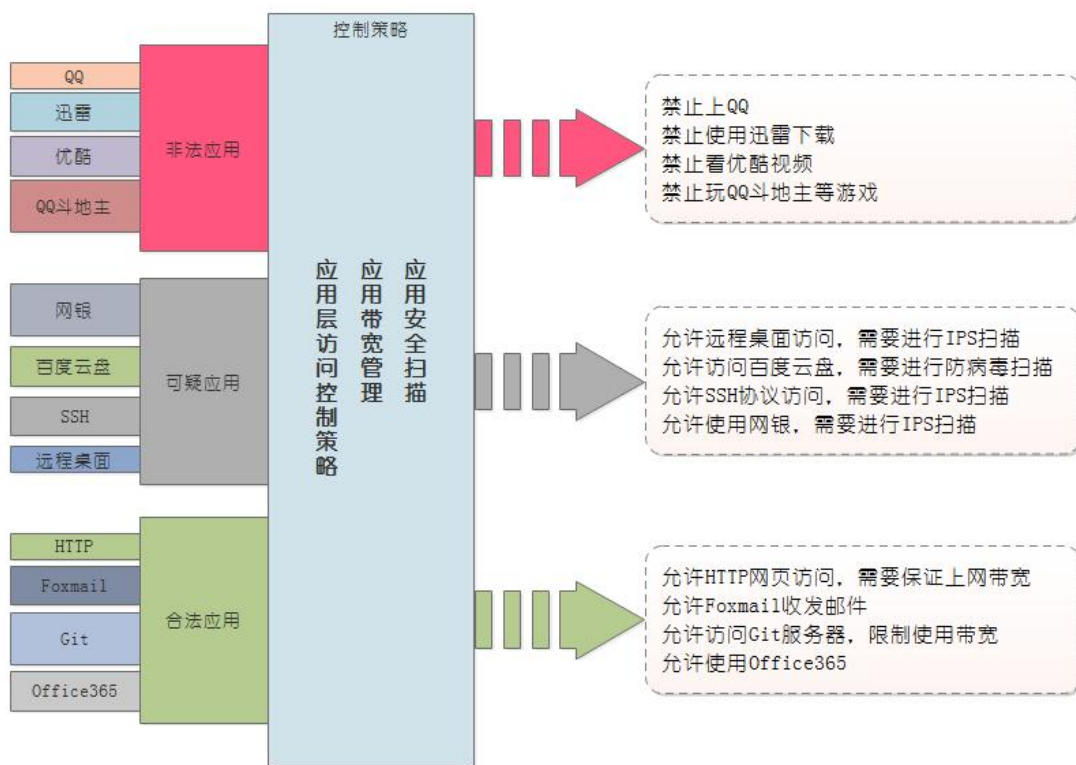 控制策略
QQ
迅雷
优酷
QQ斗地主
非法应用
禁止上QQ
禁止使用迅雷下载
禁止看优酷视频
禁止玩QQ斗地主等游戏
应用层访问控制策略
应用带宽管理
应用安全扫描
网银
百度云盘
SSH
远程桌面
可疑应用
允许远程桌面访问，需要进行IPS扫描
允许访问百度云盘，需要进行防病毒扫描
允许SSH协议访问，需要进行IPS扫描
允许使用网银，需要进行IPS扫描
HTTP
Foxmail
Git
Office365
合法应用
允许HTTP网页访问，需要保证上网带宽
允许Foxmail收发邮件
允许访问Git服务器，限制使用带宽
允许使用Office365